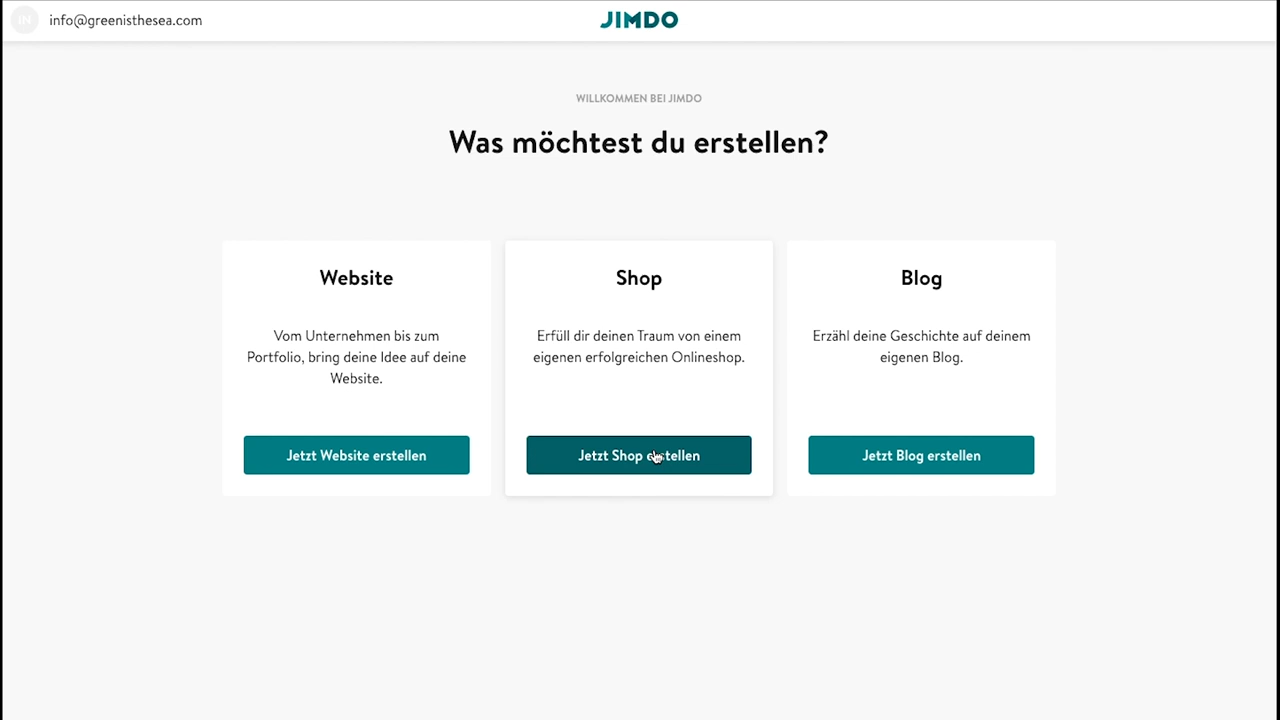 IN info@greenisthesea.com
JIMDO
WILLKOMMEN BEI JIMDO
Was möchtest du erstellen?
Website
Vom Unternehmen bis zum
Portfolio, bring deine Idee auf deine
Website.
Jetzt Website erstellen
Shop
Erfüll dir deinen Traum von einem
eigenen erfolgreichen Onlineshop.
Jetzt Shop erstellen
Blog
Erzähl deine Geschichte auf deinem
eigenen Blog.
Jetzt Blog erstellen